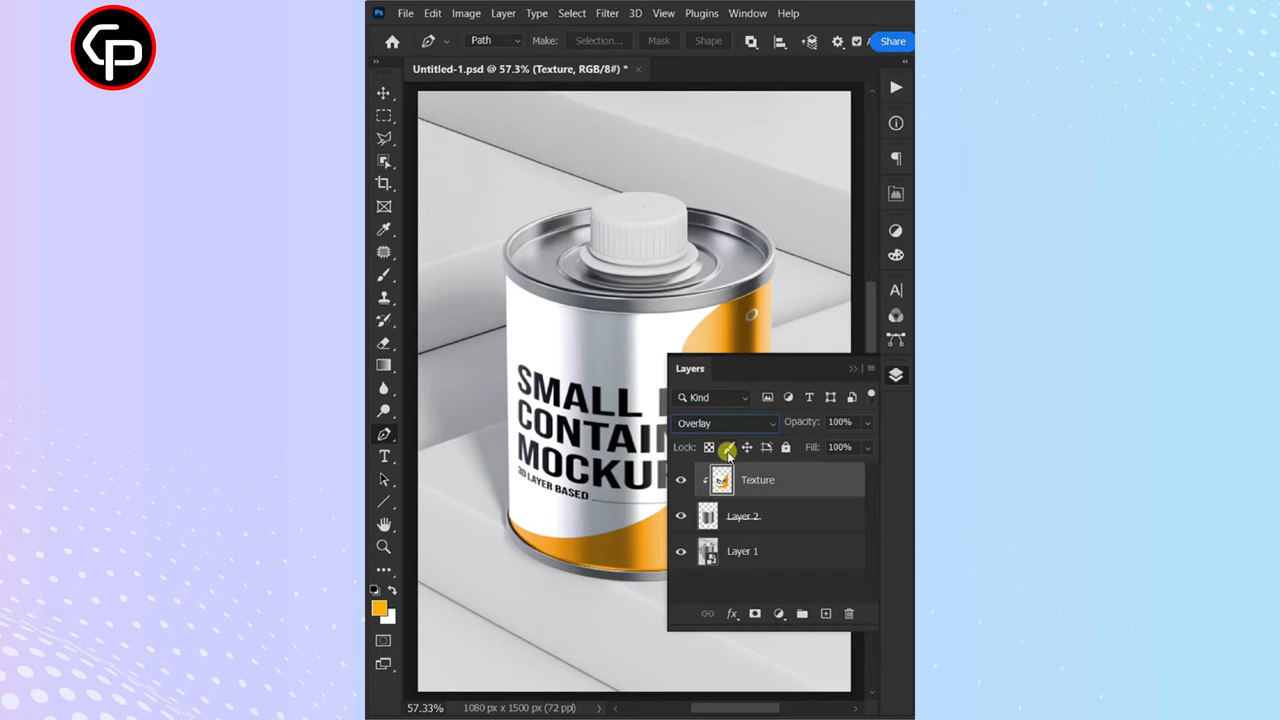 CP
Ps File Edit Image Layer Type Select Filter 3D View Plugins Window Help
Path Make: Selection... Mask Shape Share
Untitled-1.psd @ 57.3% (Texture, RGB/8#) *
SMALL
CONTAIN
MOCKU
3D LAYER BASED
Layers
Kind
Overlay Opacity: 100%
Lock: Fill: 100%
Texture
Layer 2
Layer 1
57.33% 1080 px x 1500 px (72 ppi)